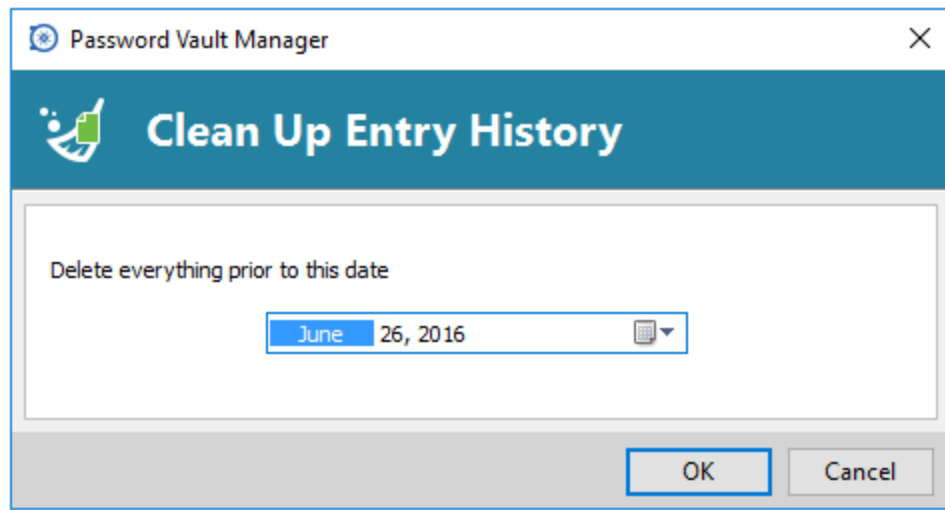 Password Vault Manager
Clean Up Entry History
Delete everything prior to this date
June 26, 2016
OK Cancel